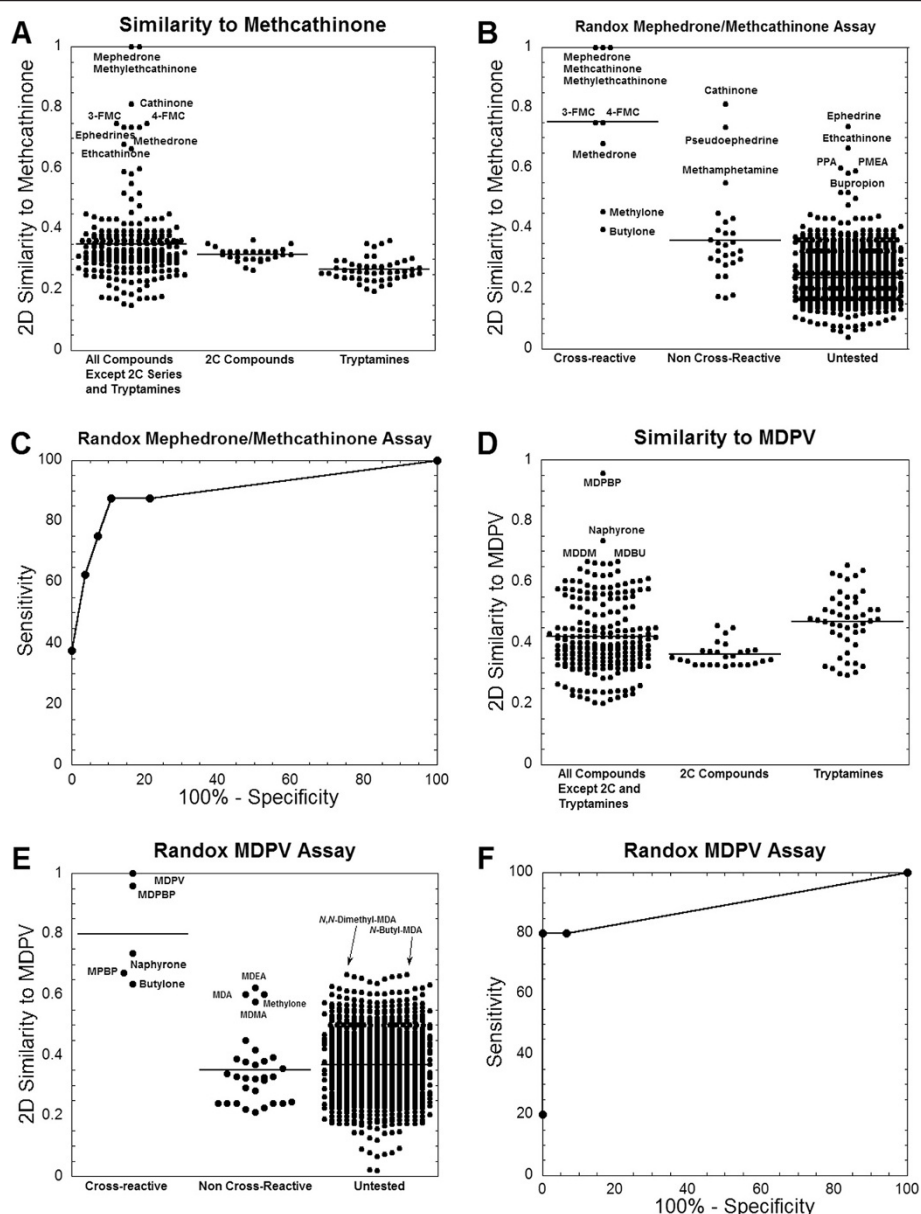 A
Similarity to Methcathinone
2D Similarity to Methcathinone
1
0.8
0.6
0.4
0.2
0
Mephedrone
Methylethcathinone
Cathinone
3-FMC 4-FMC
Ephedrines
Methedrone
Ethcathinone
All Compounds
Except 2C Series
and Tryptamines
2C Compounds
Tryptamines
B
Randox Mephedrone/Methcathinone Assay
2D Similarity to Methcathinone
1
0.8
0.6
0.4
0.2
0
Mephedrone
Methcathinone
Methylethcathinone
3-FMC 4-FMC
Methedrone
Methylone
Butylone
Cathinone
Pseudoephedrine
Methamphetamine
Ephedrine
Ethcathinone
PPA PMEA
Bupropion
Cross-reactive
Non Cross-Reactive
Untested
C
Randox Mephedrone/Methcathinone Assay
Sensitivity
100
80
60
40
20
0
0 20 40 60 80 100
100% - Specificity
D
Similarity to MDPV
2D Similarity to MDPV
1
0.8
0.6
0.4
0.2
0
MDPBP
Naphyrone
MDDM MDBU
All Compounds
Except 2C and
Tryptamines
2C Compounds
Tryptamines
E
Randox MDPV Assay
2D Similarity to MDPV
1
0.8
0.6
0.4
0.2
0
MDPV
MDPBP
Naphyrone
MPBP
Butylone
MDEA
MDA
Methylone
MDMA
N,N-Dimethyl-MDA
N-Butyl-MDA
Cross-reactive
Non Cross-Reactive
Untested
F
Randox MDPV Assay
Sensitivity
100
80
60
40
20
0
0 20 40 60 80 100
100% - Specificity